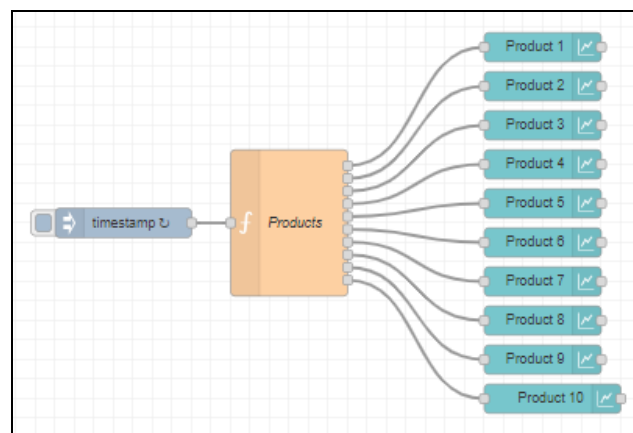 Product 1
Product 2
Product 3
Product 4
timestamp ↻
Products
Product 5
Product 6
Product 7
Product 8
Product 9
Product 10